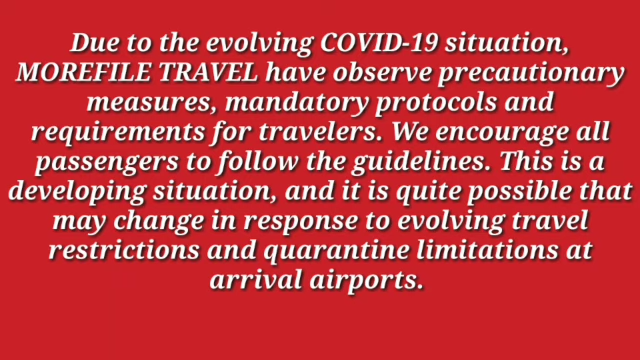 Due to the evolving COVID-19 situation,
MOREFILE TRAVEL have observe precautionary
measures, mandatory protocols and
requirements for travelers. We encourage all
passengers to follow the guidelines. This is a
developing situation, and it is quite possible that
may change in response to evolving travel
restrictions and quarantine limitations at
arrival airports.